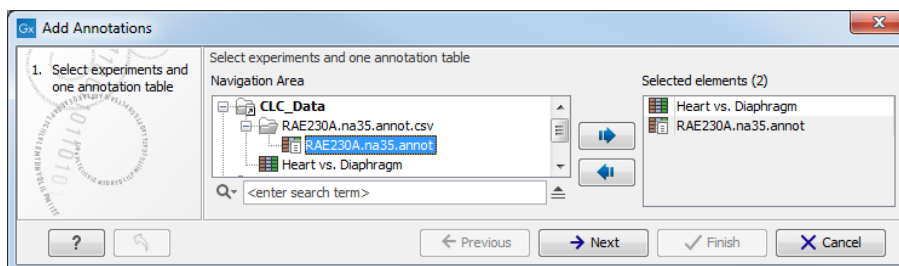 Gx Add Annotations
1. Select experiments and
one annotation table
Select experiments and one annotation table
Navigation Area
CLC_Data
RAE230A.na35.annot.csv
RAE230A.na35.annot
Heart vs. Diaphragm
<enter search term>
Selected elements (2)
Heart vs. Diaphragm
RAE230A.na35.annot
? Previous Next Finish Cancel